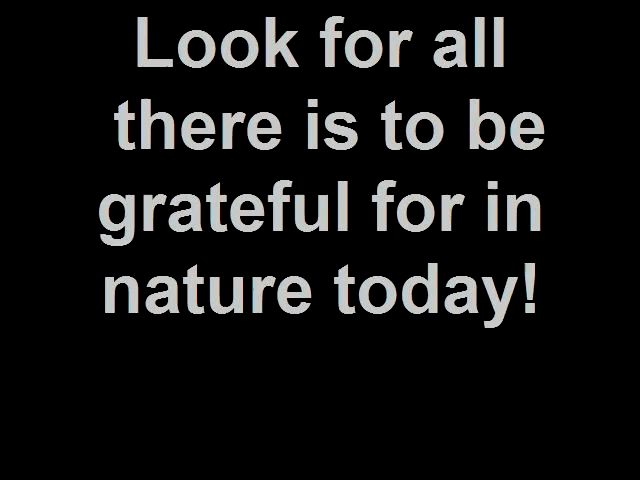 Look for all
there is to be
grateful for in
nature today!